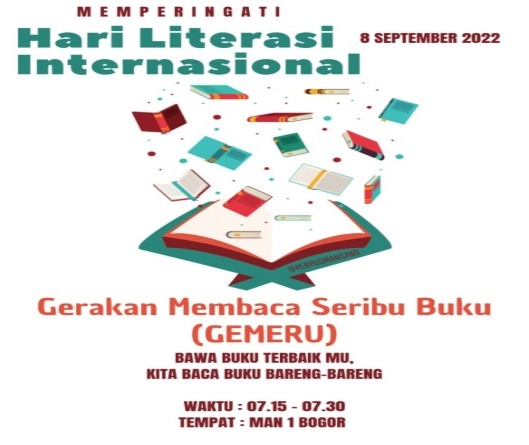 MEMPERINGATI
Hari Literasi
Internasional
8 SEPTEMBER 2022
@PERPUSMANSABO
Gerakan Membaca Seribu Buku
(GEMERU)
BAWA BUKU TERBAIK MU,
KITA BACA BUKU BARENG-BARENG
WAKTU : 07.15 - 07.30
TEMPAT : MAN 1 BOGOR